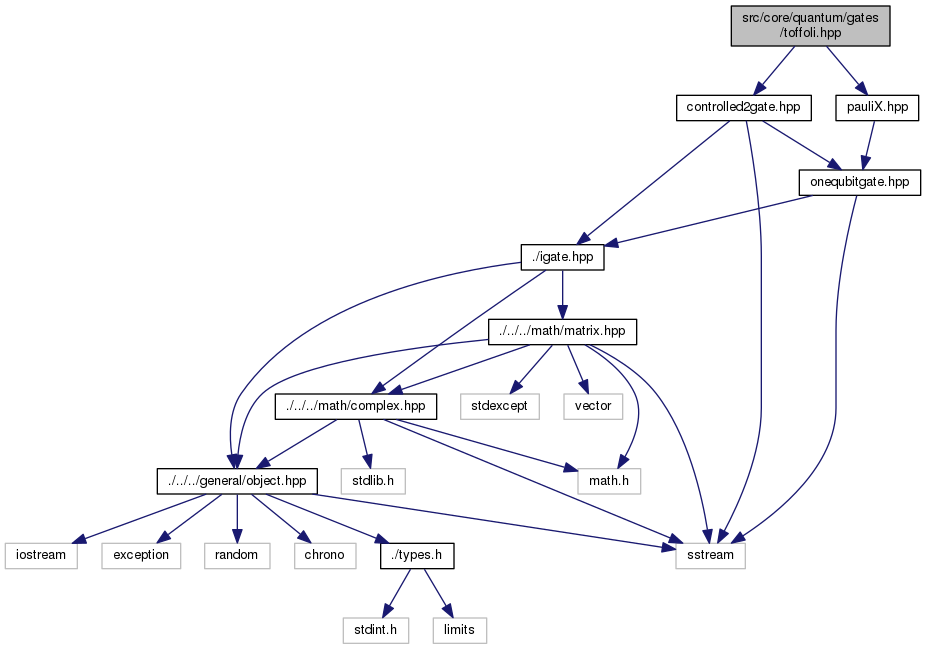 src/core/quantum/gates
/toffoli.hpp
controlled2gate.hpp
pauliX.hpp
onequbitgate.hpp
./igate.hpp
./../../math/matrix.hpp
./../../math/complex.hpp
stdexcept
vector
./../../general/object.hpp
stdlib.h
math.h
iostream
exception
random
chrono
./types.h
sstream
stdint.h
limits